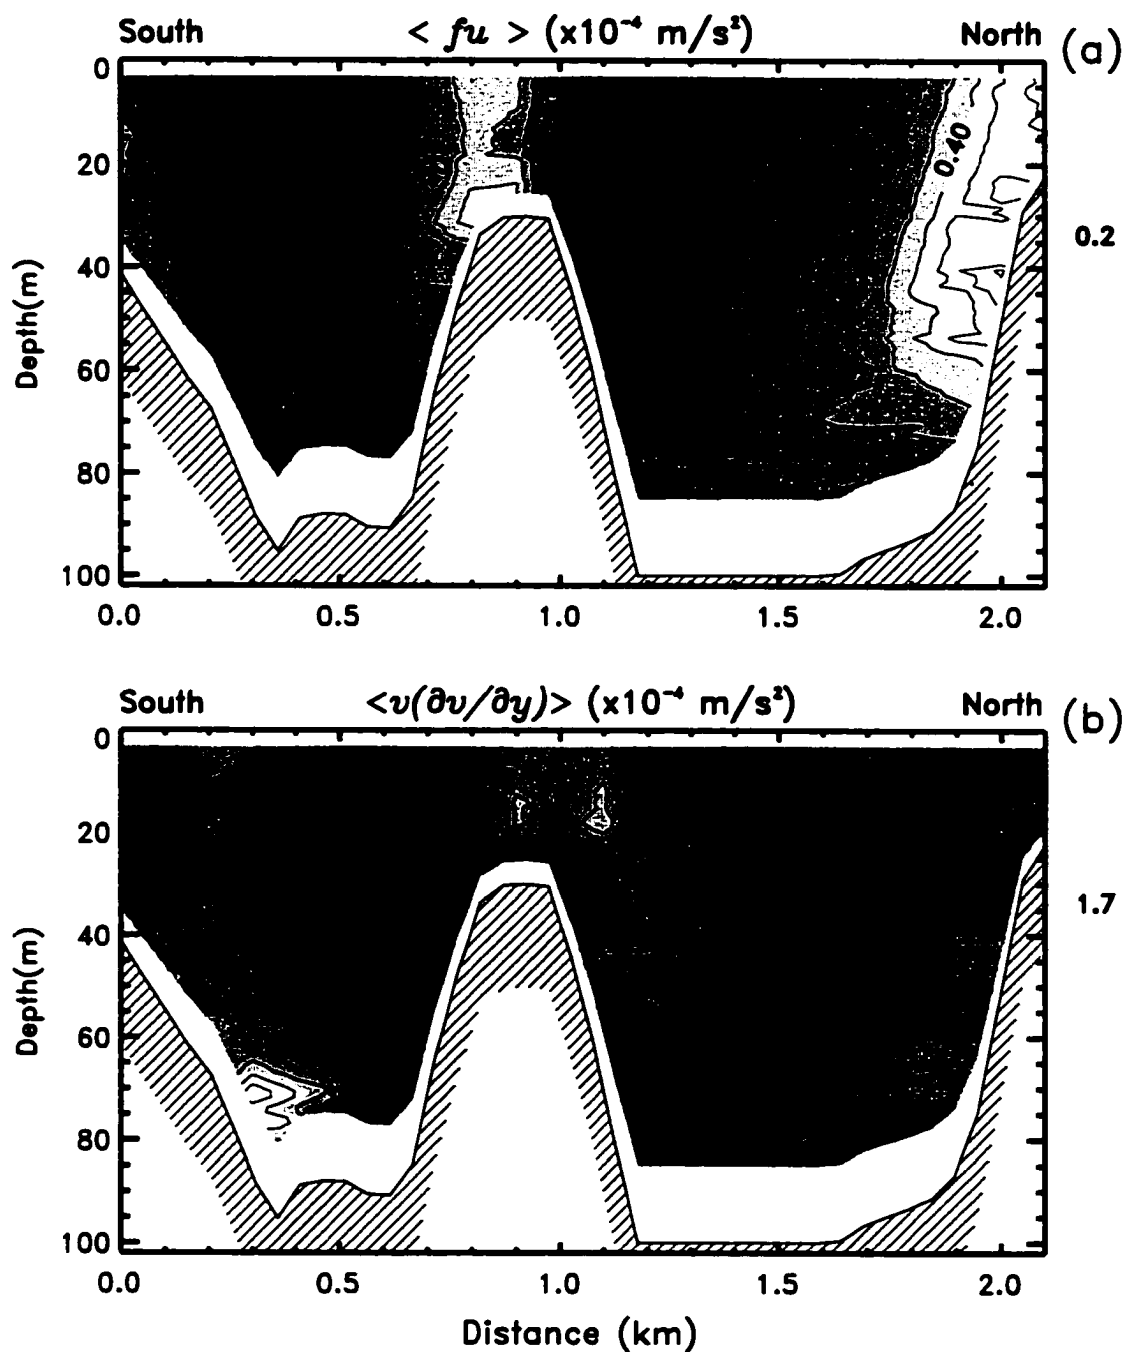 South < fu > (x10⁻⁴ m/s²) North (a)
0
20
40
60
80
100
Depth(m)
0.40
0.2
0.0 0.5 1.0 1.5 2.0
South <v(∂v/∂y)> (x10⁻⁴ m/s²) North (b)
0
20
40
60
80
100
Depth(m)
1.7
0.0 0.5 1.0 1.5 2.0
Distance (km)